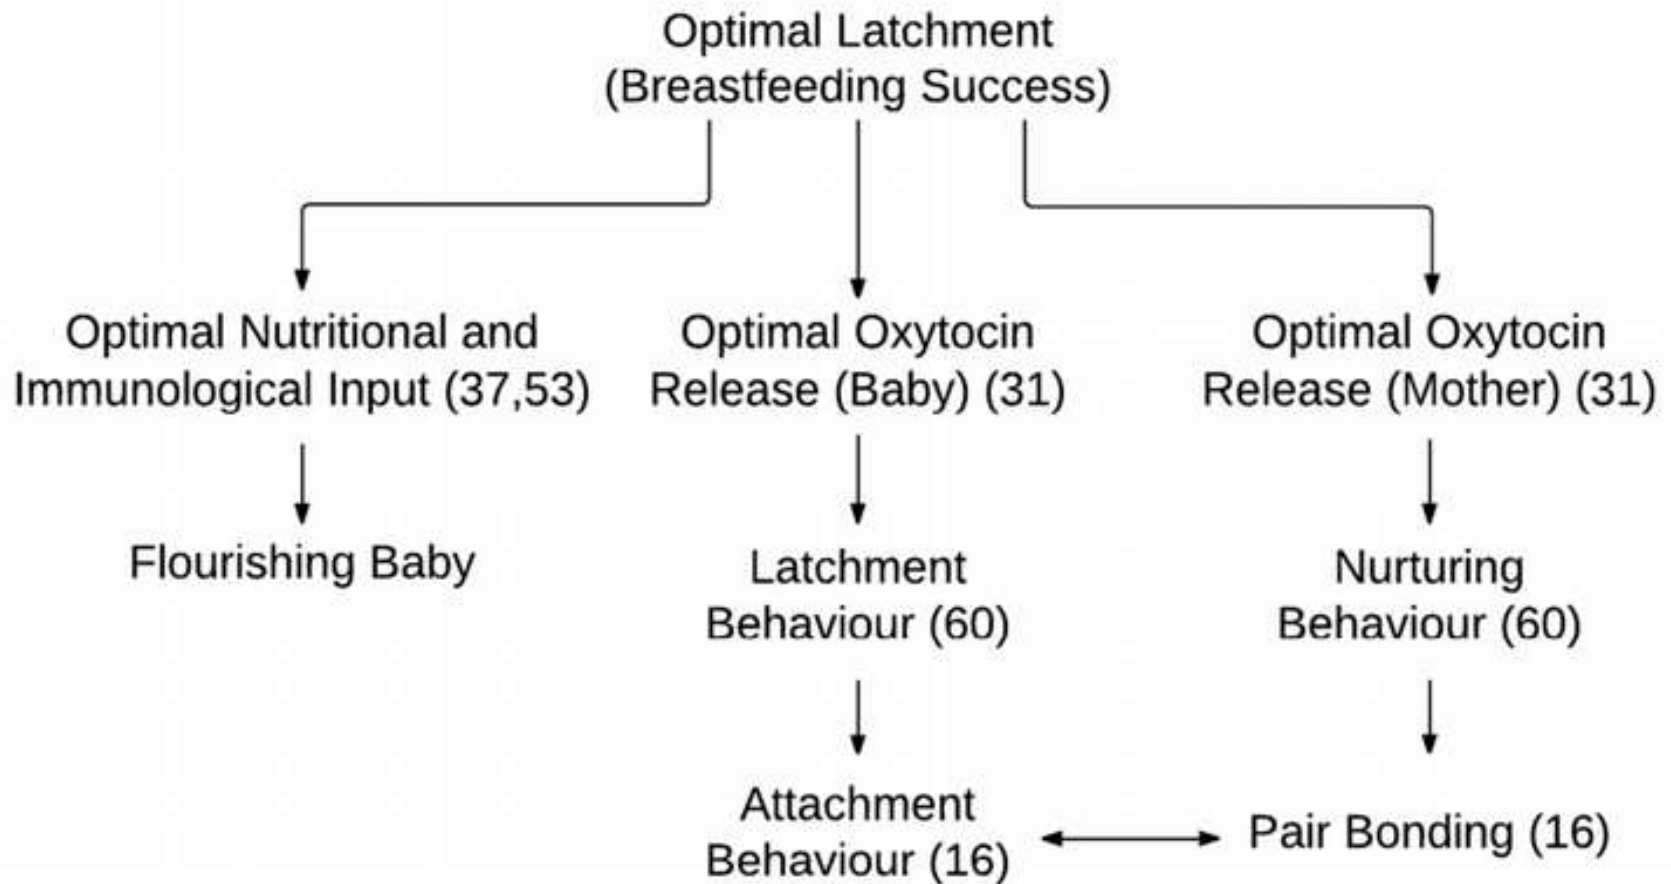 Optimal Latchment
(Breastfeeding Success)
Optimal Nutritional and
Immunological Input (37,53)
Optimal Oxytocin
Release (Baby) (31)
Optimal Oxytocin
Release (Mother) (31)
Flourishing Baby
Latchment
Behaviour (60)
Nurturing
Behaviour (60)
Attachment
Behaviour (16)
Pair Bonding (16)